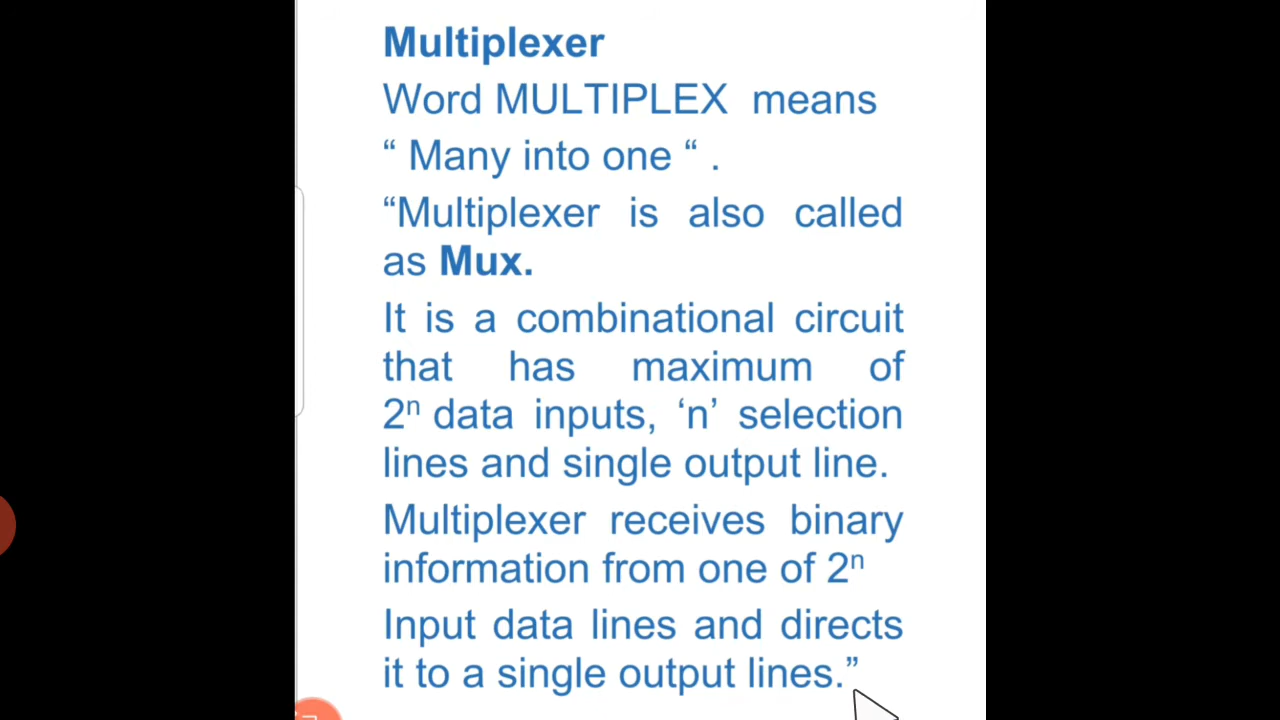 Multiplexer
Word MULTIPLEX means
“ Many into one “ .
“Multiplexer is also called
as Mux.
It is a combinational circuit
that has maximum of
2ⁿ data inputs, ‘n’ selection
lines and single output line.
Multiplexer receives binary
information from one of 2ⁿ
Input data lines and directs
it to a single output lines.”